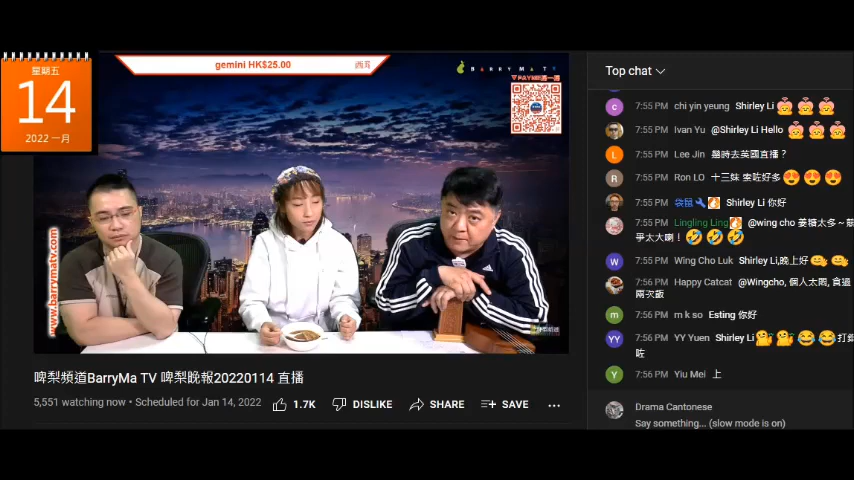 星期五
14
2022 一月
gemini HK$25.00
BARRYMATV
www.barrymatv.com
啤梨頻道BarryMa TV 啤梨晚報20220114 直播
5,551 watching now • Scheduled for Jan 14, 2022
1.7K
DISLIKE
SHARE
SAVE
Top chat
7:55 PM chi yin yeung Shirley Li
7:55 PM Ivan Yu @Shirley Li Hello
7:55 PM Lee Jin 幾時去英國直播？
7:55 PM Ron LO 十三妹 索咗好多
7:55 PM 袋鼠 Shirley Li 你好
7:55 PM Lingling Ling @wing cho 姜糖太多～競
爭太大喇！
7:55 PM Wing Cho Luk Shirley Li,晚上好
7:56 PM Happy Catcat @Wingcho, 個人太閑, 食過
兩次飯
7:56 PM m k so Esting 你好
7:56 PM YY Yuen Shirley Li
咗
7:56 PM Yiu Mei 上
Drama Cantonese
Say something... (slow mode is on)